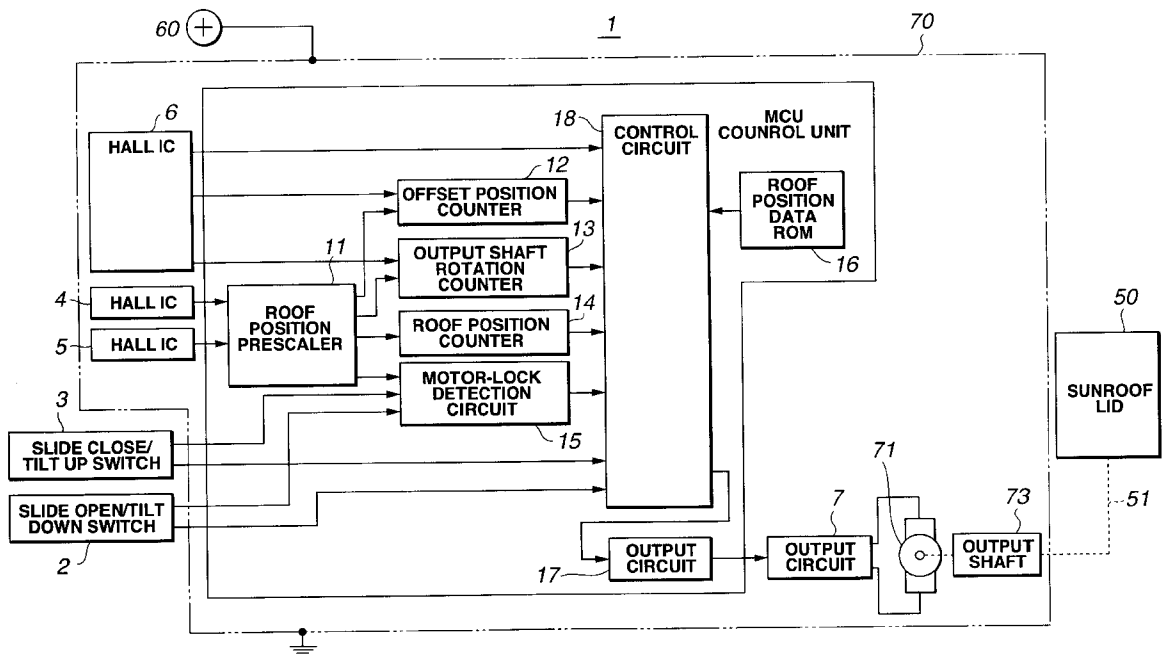 60
+
1
70
6
HALL IC
18
CONTROL
CIRCUIT
MCU
COUNROL UNIT
12
OFFSET POSITION
COUNTER
ROOF
POSITION
DATA
ROM
16
11
13
OUTPUT SHAFT
ROTATION
COUNTER
4
HALL IC
5
HALL IC
ROOF
POSITION
PRESCALER
14
ROOF POSITION
COUNTER
50
SUNROOF
LID
MOTOR-LOCK
DETECTION
CIRCUIT
15
3
SLIDE CLOSE/
TILT UP SWITCH
SLIDE OPEN/TILT
DOWN SWITCH
2
71
7
73
51
17
OUTPUT
CIRCUIT
OUTPUT
CIRCUIT
OUTPUT
SHAFT